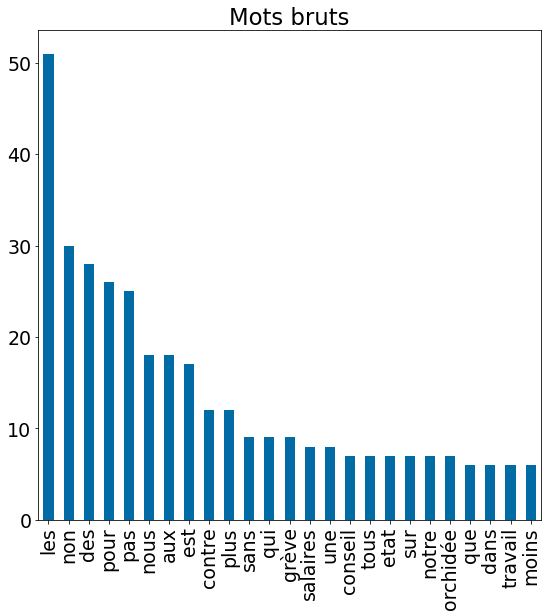 Mots bruts
50
40
30
20
10
0
les
non
des
pour
pas
nous
aux
est
contre
plus
sans
qui
grève
salaires
une
conseil
tous
etat
sur
notre
orchidée
que
dans
travail
moins